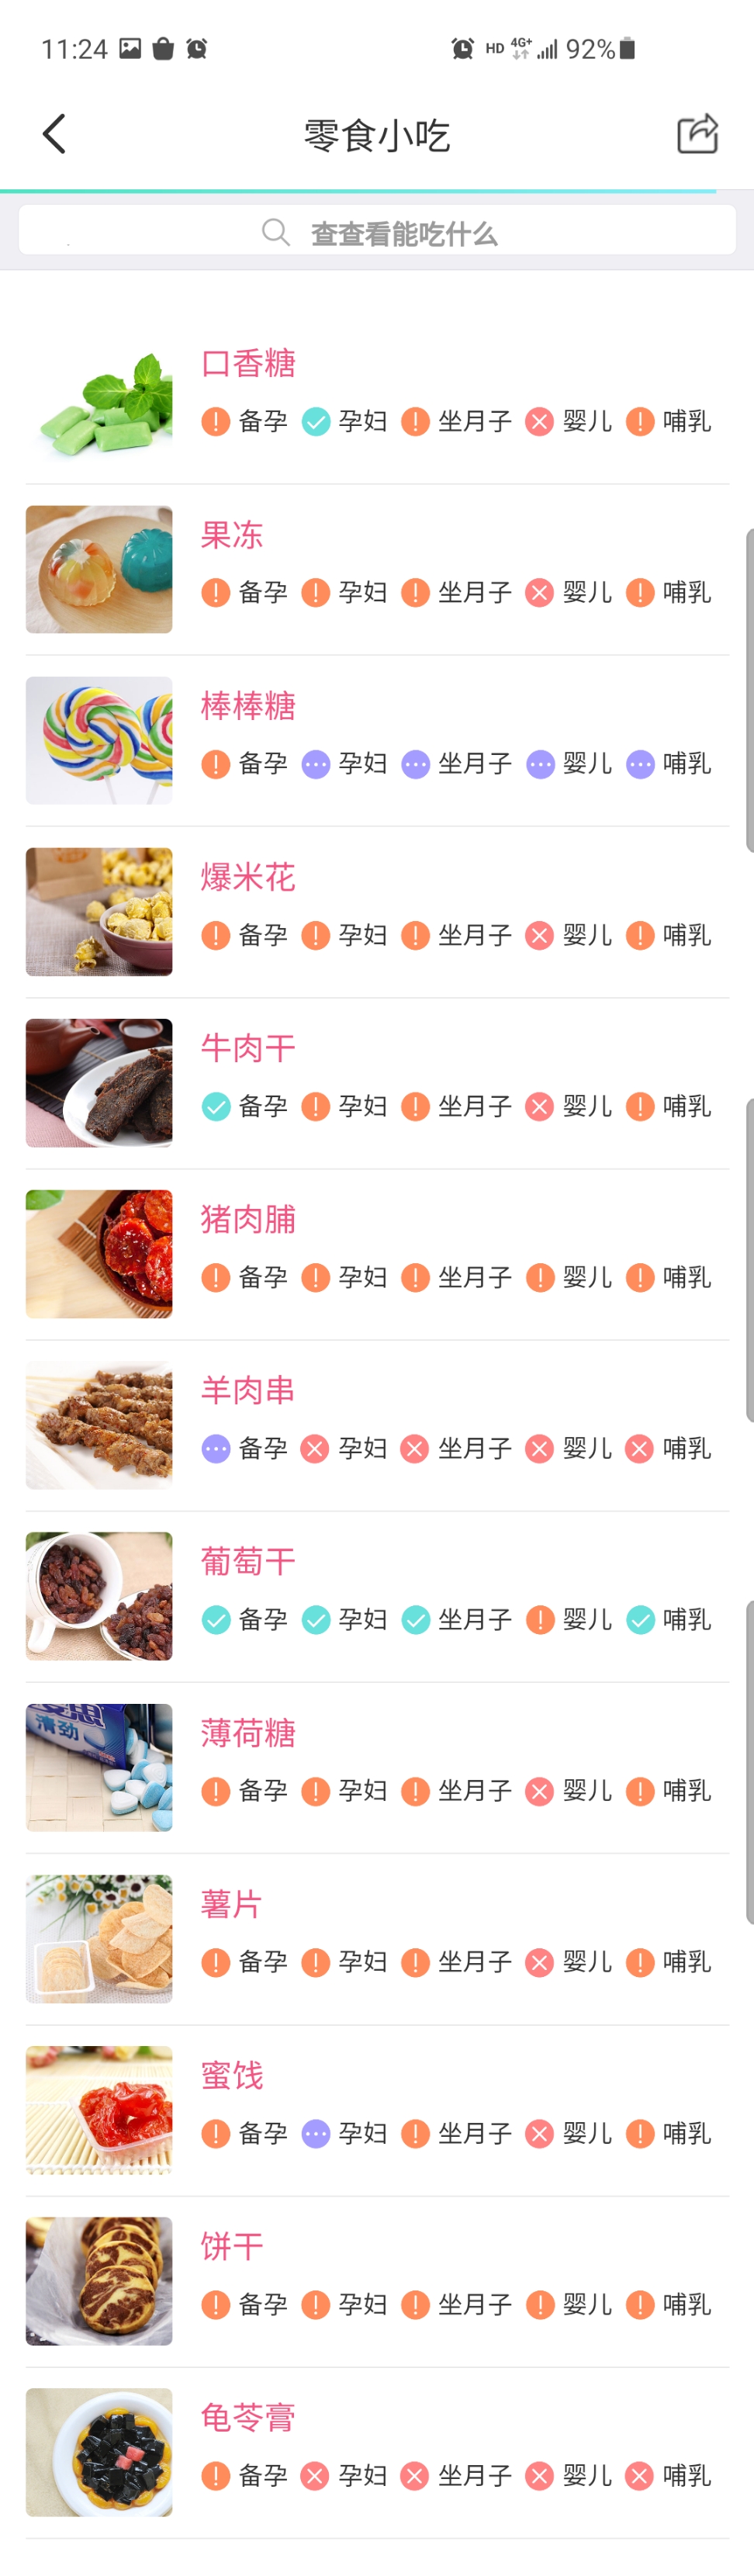 11:24 HD 4G+ 92%
零食小吃
查查看能吃什么
口香糖
备孕 孕妇 坐月子 婴儿 哺乳
果冻
备孕 孕妇 坐月子 婴儿 哺乳
棒棒糖
备孕 孕妇 坐月子 婴儿 哺乳
爆米花
备孕 孕妇 坐月子 婴儿 哺乳
牛肉干
备孕 孕妇 坐月子 婴儿 哺乳
猪肉脯
备孕 孕妇 坐月子 婴儿 哺乳
羊肉串
备孕 孕妇 坐月子 婴儿 哺乳
葡萄干
备孕 孕妇 坐月子 婴儿 哺乳
薄荷糖
清劲
备孕 孕妇 坐月子 婴儿 哺乳
薯片
备孕 孕妇 坐月子 婴儿 哺乳
蜜饯
备孕 孕妇 坐月子 婴儿 哺乳
饼干
备孕 孕妇 坐月子 婴儿 哺乳
龟苓膏
备孕 孕妇 坐月子 婴儿 哺乳